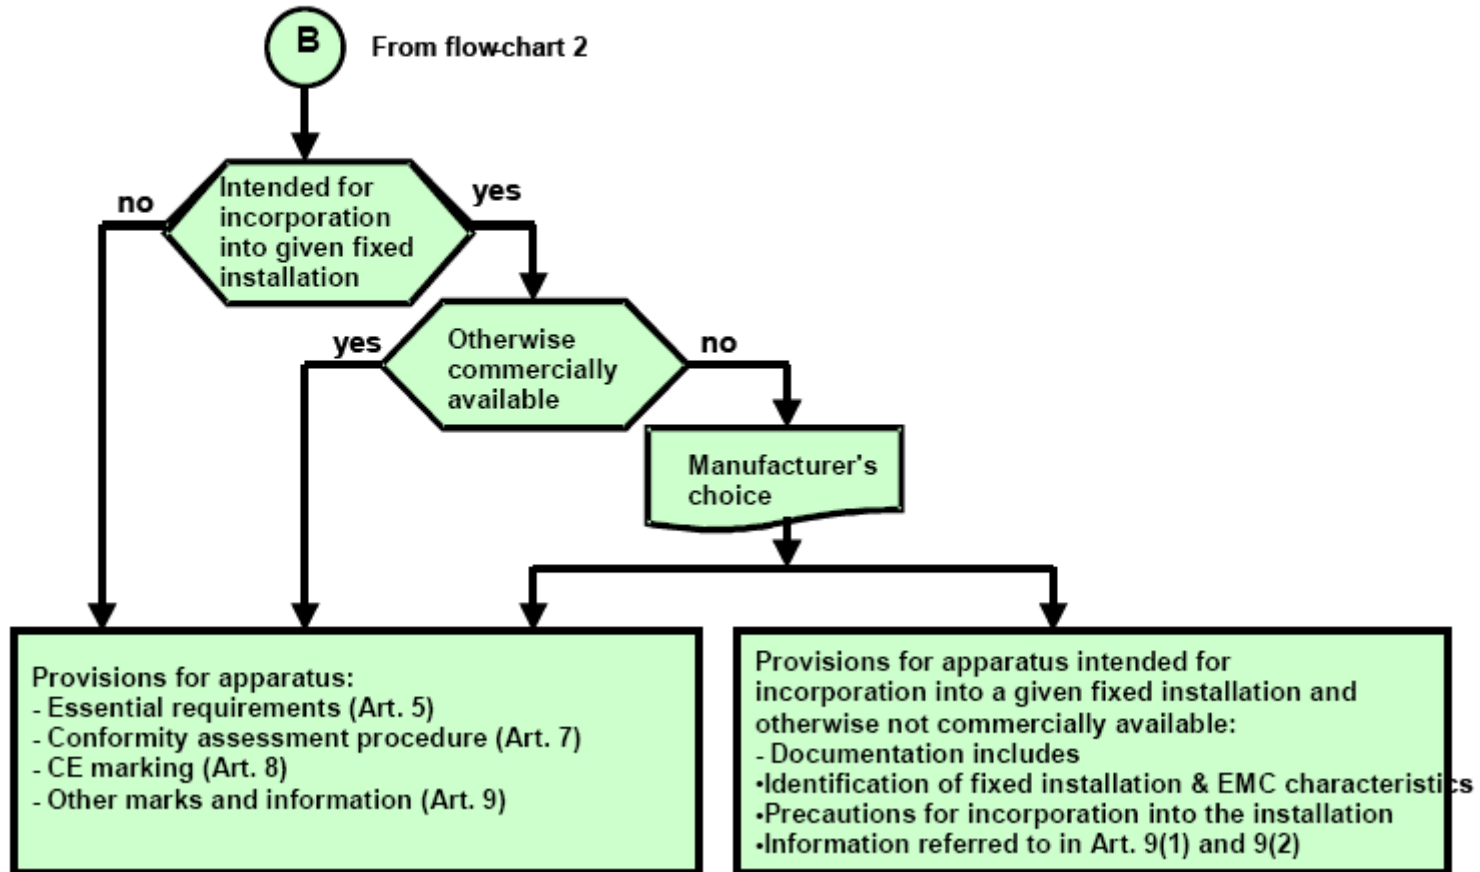 B
From flow-chart 2
no
yes
Intended for
incorporation
into given fixed
installation
yes
no
Otherwise
commercially
available
Manufacturer's
choice
Provisions for apparatus:
- Essential requirements (Art. 5)
- Conformity assessment procedure (Art. 7)
- CE marking (Art. 8)
- Other marks and information (Art. 9)
Provisions for apparatus intended for
incorporation into a given fixed installation and
otherwise not commercially available:
- Documentation includes
•Identification of fixed installation & EMC characteristics
•Precautions for incorporation into the installation
•Information referred to in Art. 9(1) and 9(2)